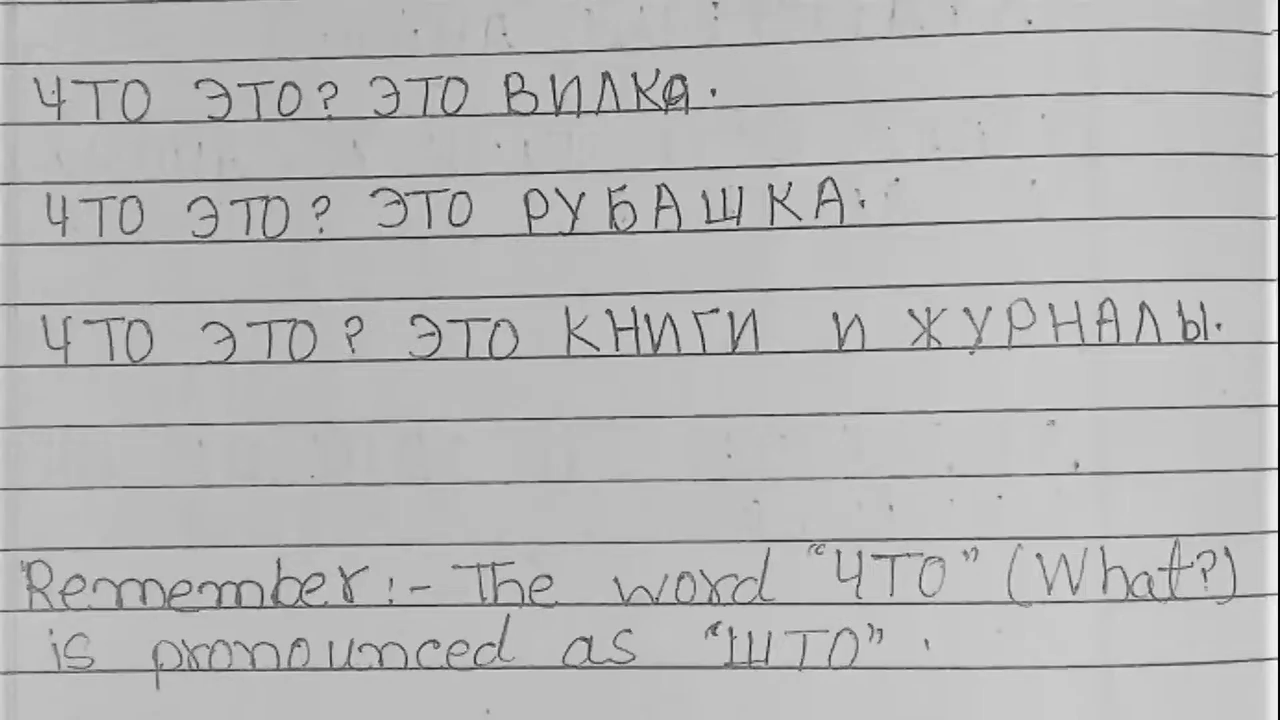 ЧТО ЭТО? ЭТО ВИЛКА.
ЧТО ЭТО? ЭТО РУБАШКА.
ЧТО ЭТО? ЭТО КНИГИ И ЖУРНАЛЫ.
Remember:- The word "ЧТО" (What?)
is pronounced as "ШТО".